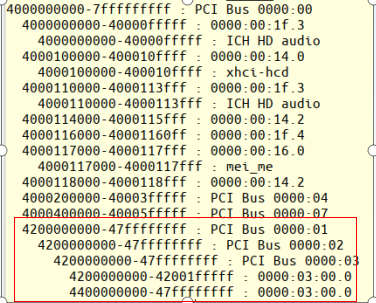 4000000000-7fffffffff : PCI Bus 0000:00
4000000000-40000fffff : 0000:00:1f.3
4000000000-40000fffff : ICH HD audio
4000100000-400010ffff : 0000:00:14.0
4000100000-400010ffff : xhci-hcd
4000110000-4000113fff : 0000:00:1f.3
4000110000-4000113fff : ICH HD audio
4000114000-4000115fff : 0000:00:14.2
4000116000-40001160ff : 0000:00:1f.4
4000117000-4000117fff : 0000:00:16.0
4000117000-4000117fff : mei_me
4000118000-4000118fff : 0000:00:14.2
4000200000-40003fffff : PCI Bus 0000:04
4000400000-40005fffff : PCI Bus 0000:07
4200000000-47ffffffff : PCI Bus 0000:01
4200000000-47ffffffff : PCI Bus 0000:02
4200000000-47ffffffff : PCI Bus 0000:03
4200000000-42001fffff : 0000:03:00.0
4400000000-47ffffffff : 0000:03:00.0